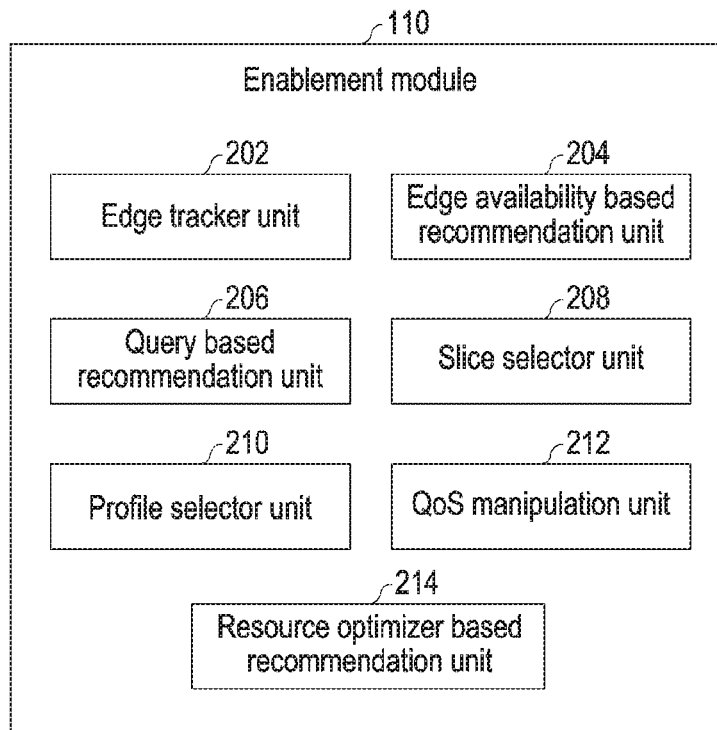 110
Enablement module
202
Edge tracker unit
204
Edge availability based
recommendation unit
206
Query based
recommendation unit
208
Slice selector unit
210
Profile selector unit
212
QoS manipulation unit
214
Resource optimizer based
recommendation unit